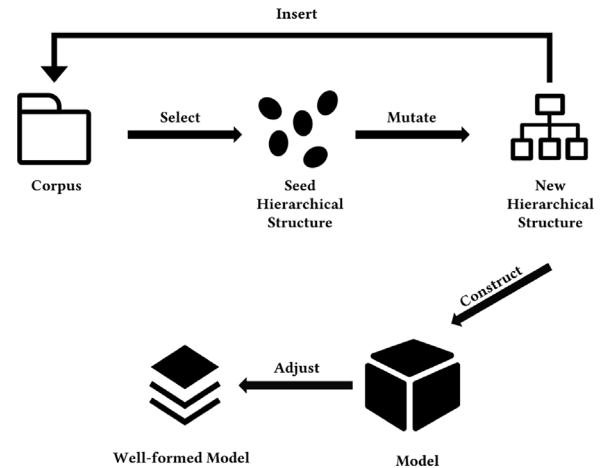 Insert
Select
Mutate
Corpus
Seed
Hierarchical
Structure
New
Hierarchical
Structure
Construct
Adjust
Well-formed Model
Model